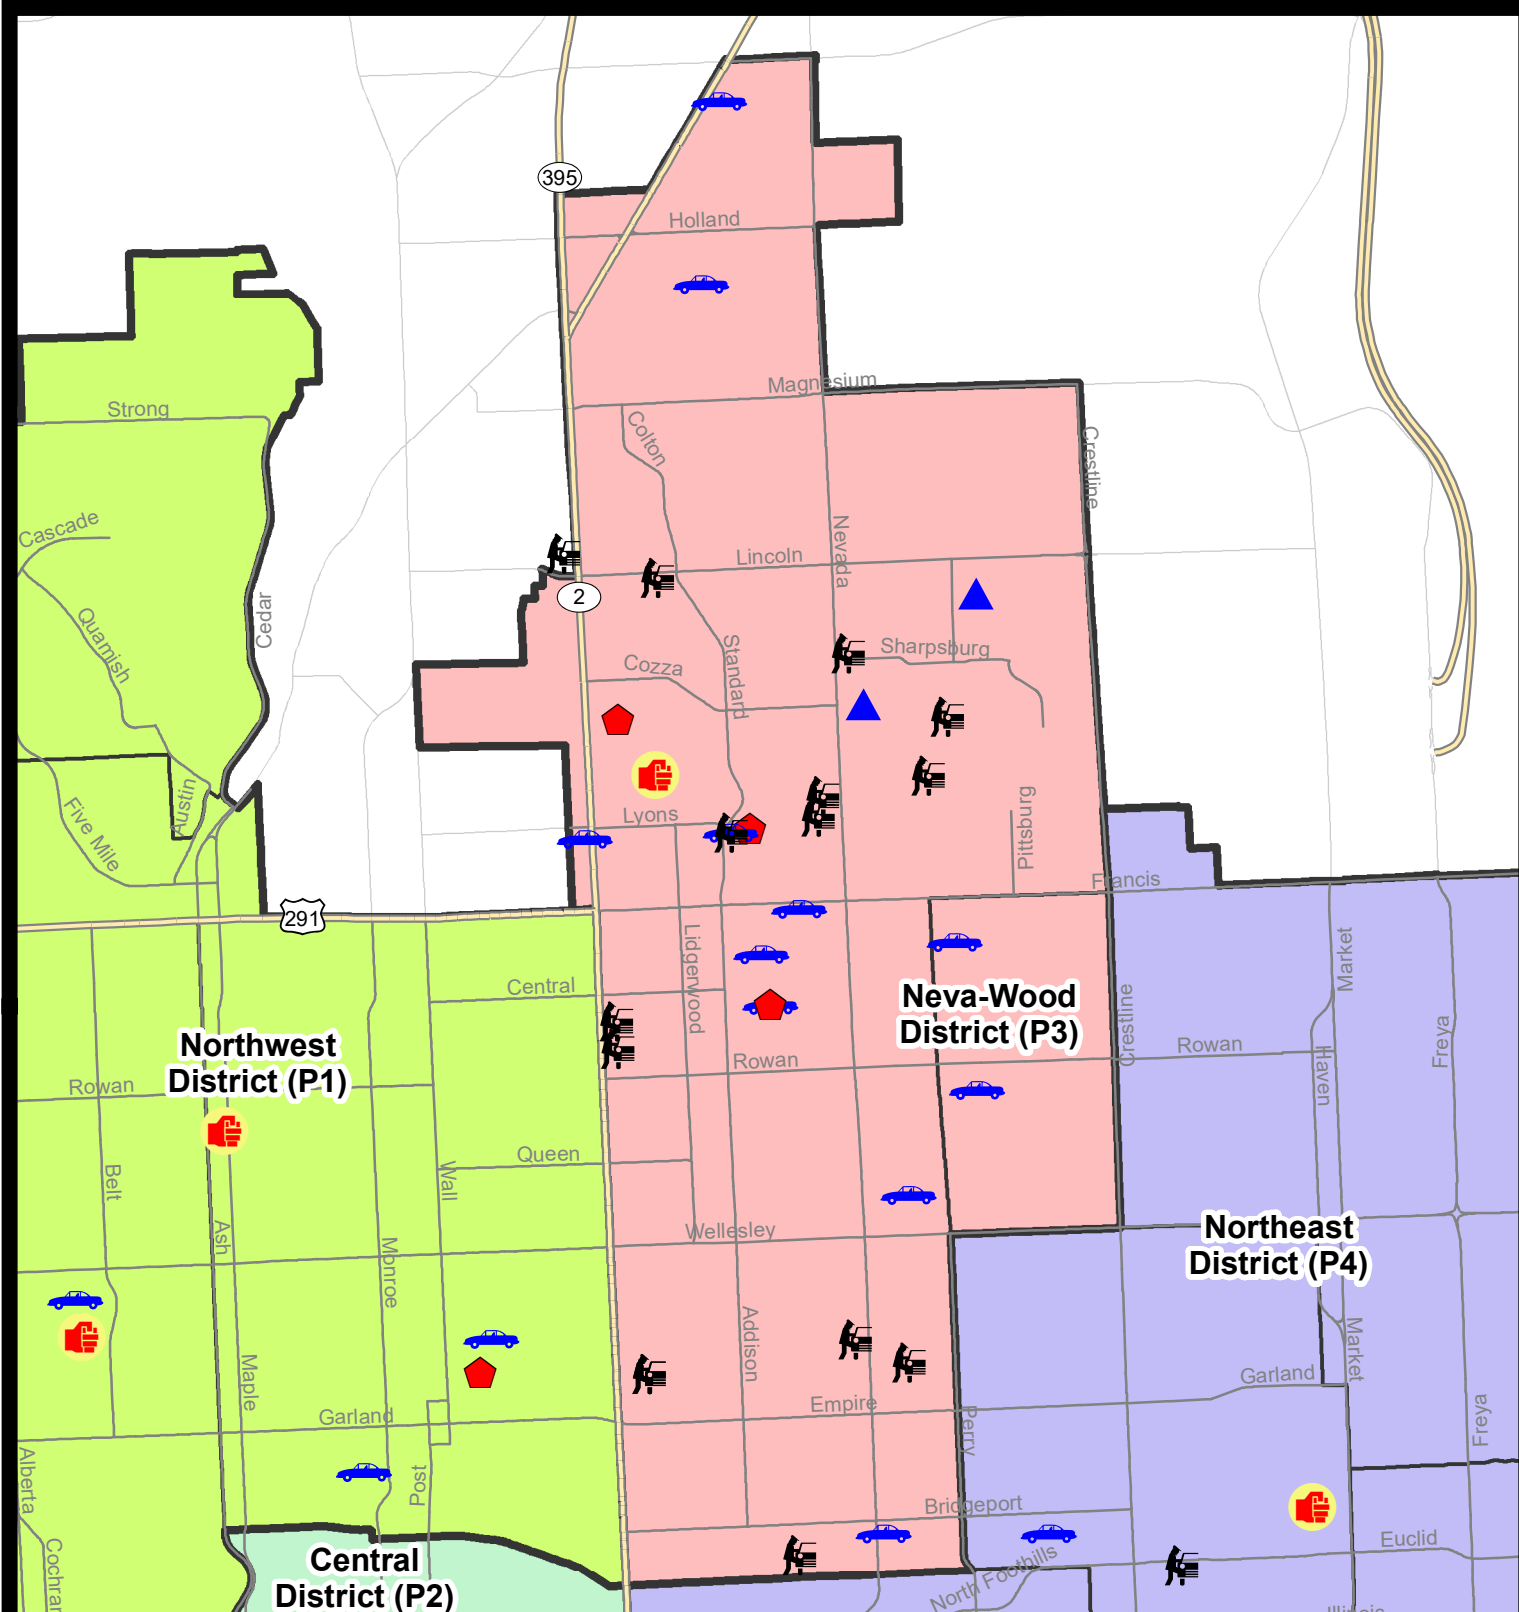 395
Holland
Magnesium
Strong
Colton
Crestline
Cascade
Nevada
Lincoln
2
Quamish
Cedar
Sharpsburg
Standard
Cozza
Austin
Five Mile
Lyons
Pittsburg
Francis
291
Lidgerwood
Market
Central
Neva-Wood
District (P3)
Crestline
Freya
Northwest
District (P1)
Rowan
Rowan
Rowan
Haven
Queen
Belt
Wall
Ash
Wellesley
Monroe
Northeast
District (P4)
Addison
Market
Maple
Garland
Garland
Empire
Perry
Freya
Alberta
Post
Bridgeport
Euclid
Central
District (P2)
Cochran
North Foothills
Illinois